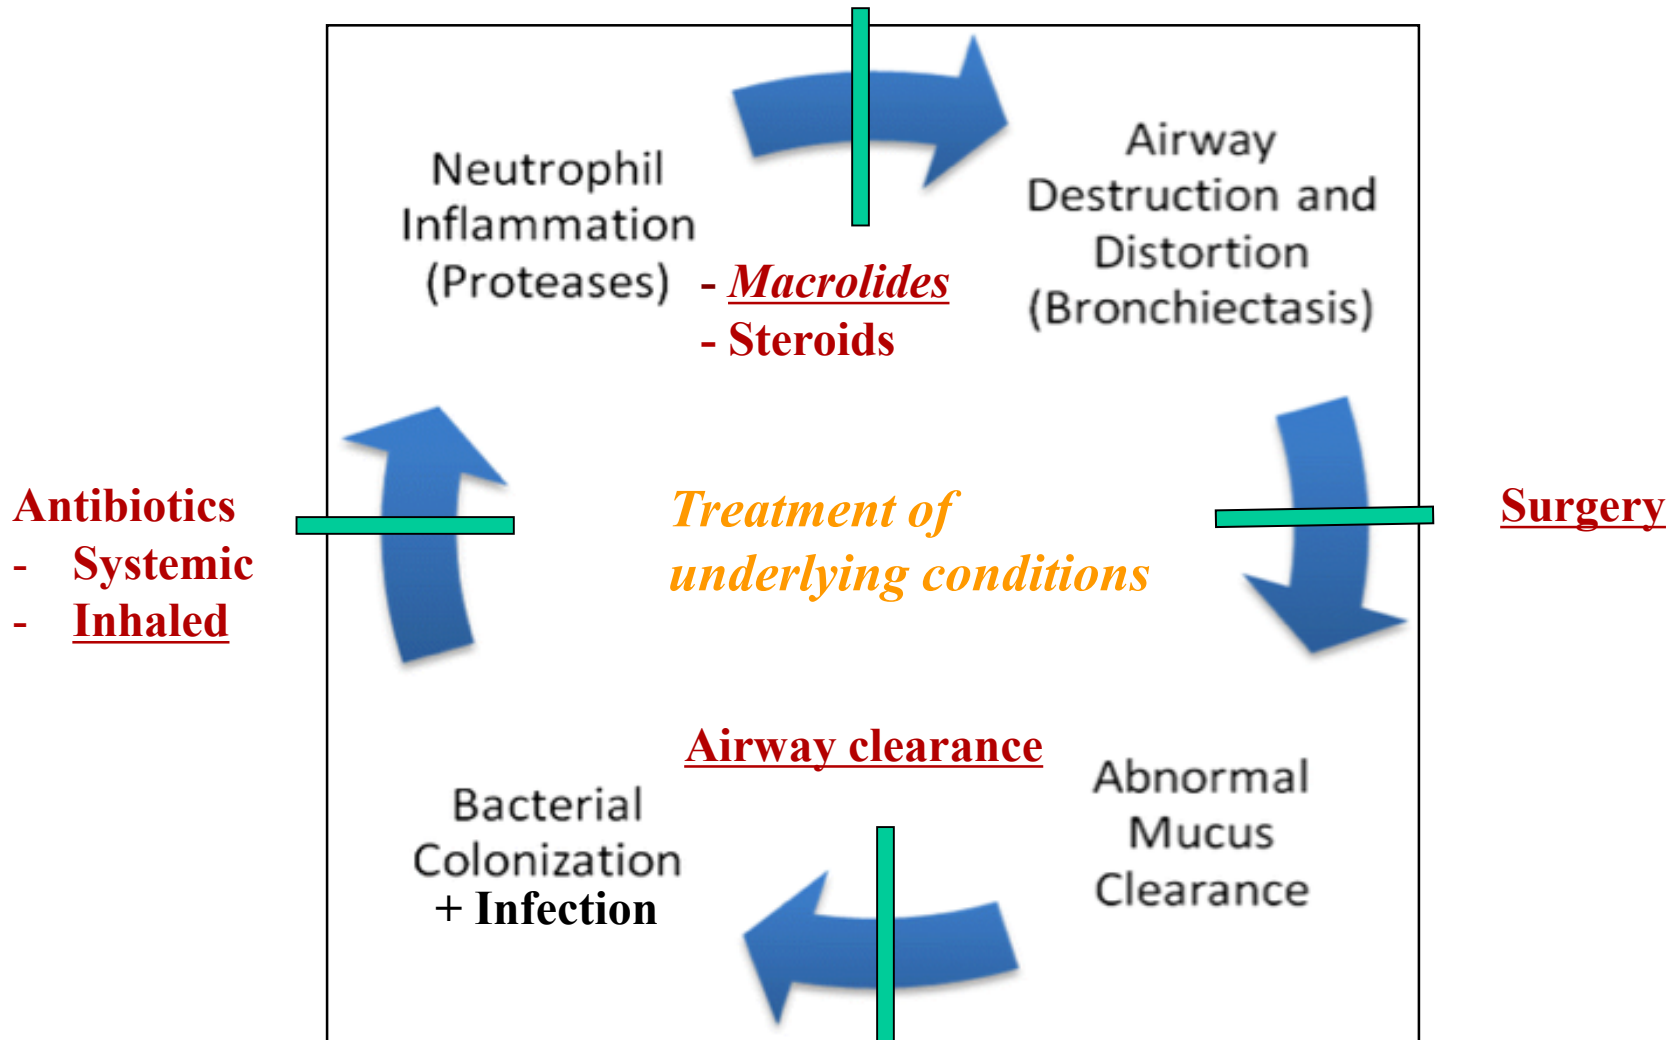 Neutrophil
Inflammation
(Proteases)
Airway
Destruction and
Distortion
(Bronchiectasis)
- Macrolides
- Steroids
Antibiotics
- Systemic
- Inhaled
Treatment of
underlying conditions
Surgery
Airway clearance
Bacterial
Colonization
+ Infection
Abnormal
Mucus
Clearance